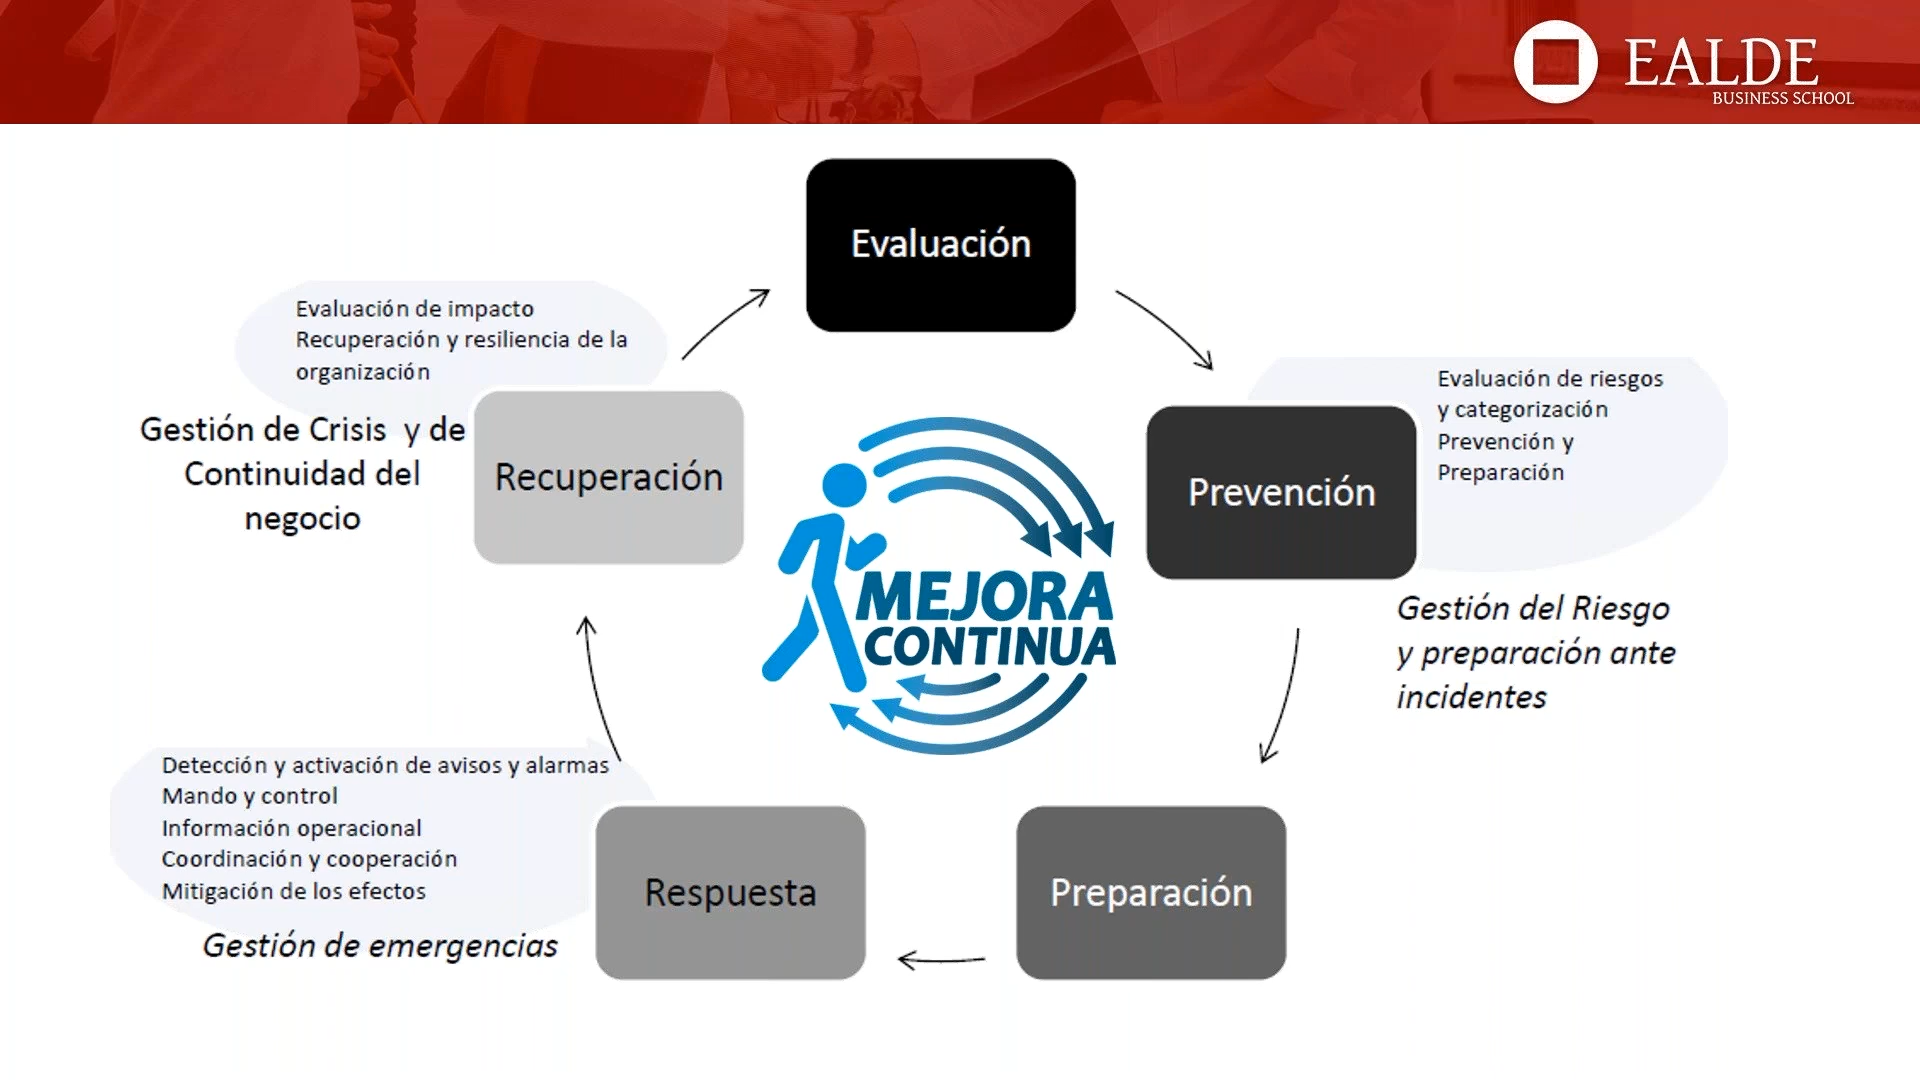 EALDE
BUSINESS SCHOOL
Evaluación
Evaluación de impacto
Recuperación y resiliencia de la
organización
Gestión de Crisis y de
Continuidad del
negocio
Recuperación
Prevención
Evaluación de riesgos
y categorización
Prevención y
Preparación
Gestión del Riesgo
y preparación ante
incidentes
MEJORA
CONTINUA
Detección y activación de avisos y alarmas
Mando y control
Información operacional
Coordinación y cooperación
Mitigación de los efectos
Gestión de emergencias
Respuesta
Preparación